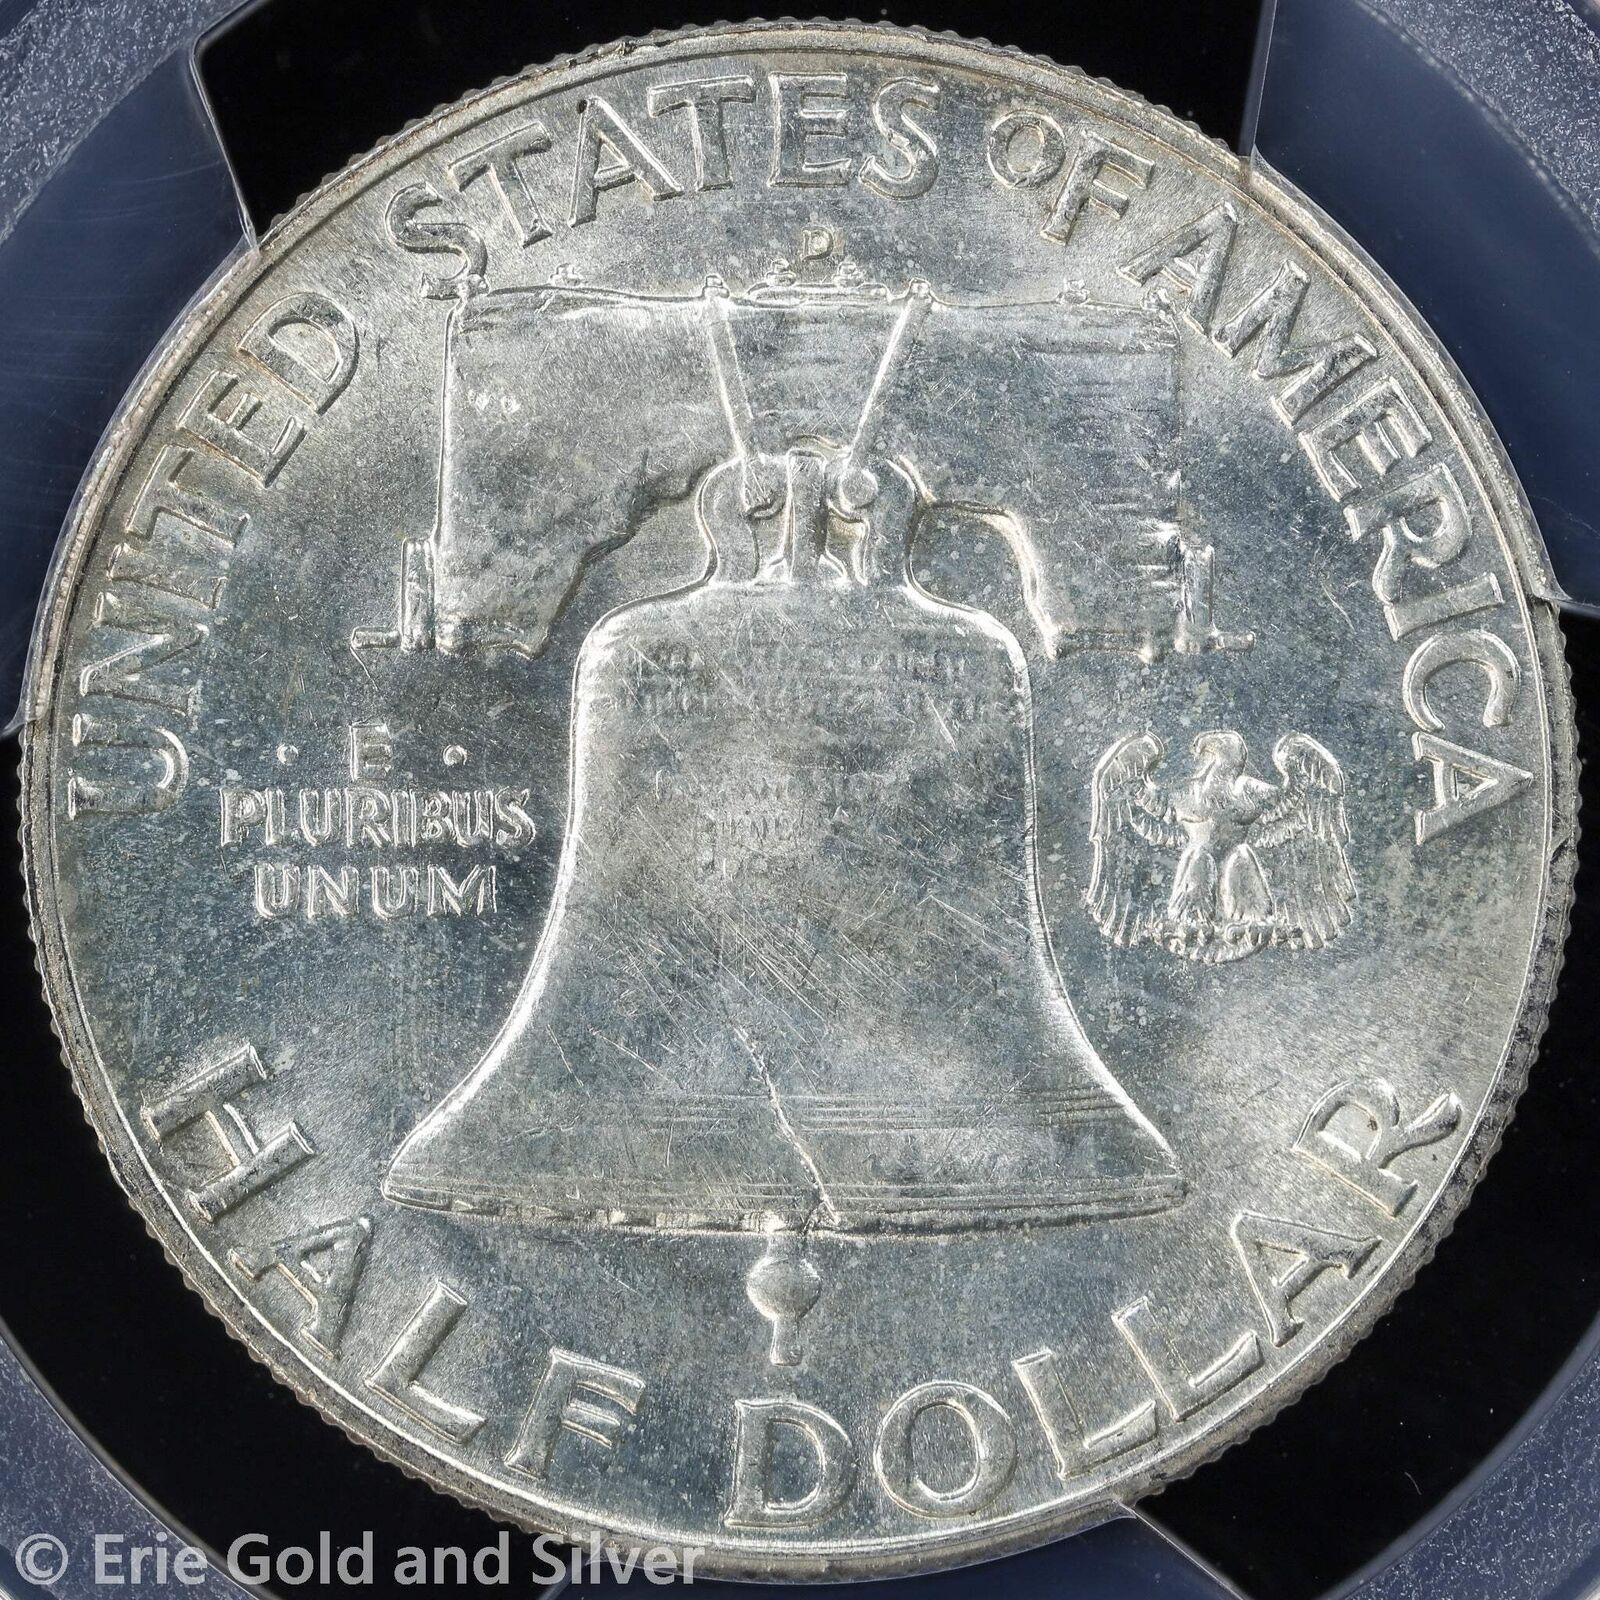 UNITED STATES OF AMERICA
D
· E ·
PLURIBUS
UNUM
HALF DOLLAR
© Erie Gold and Silver